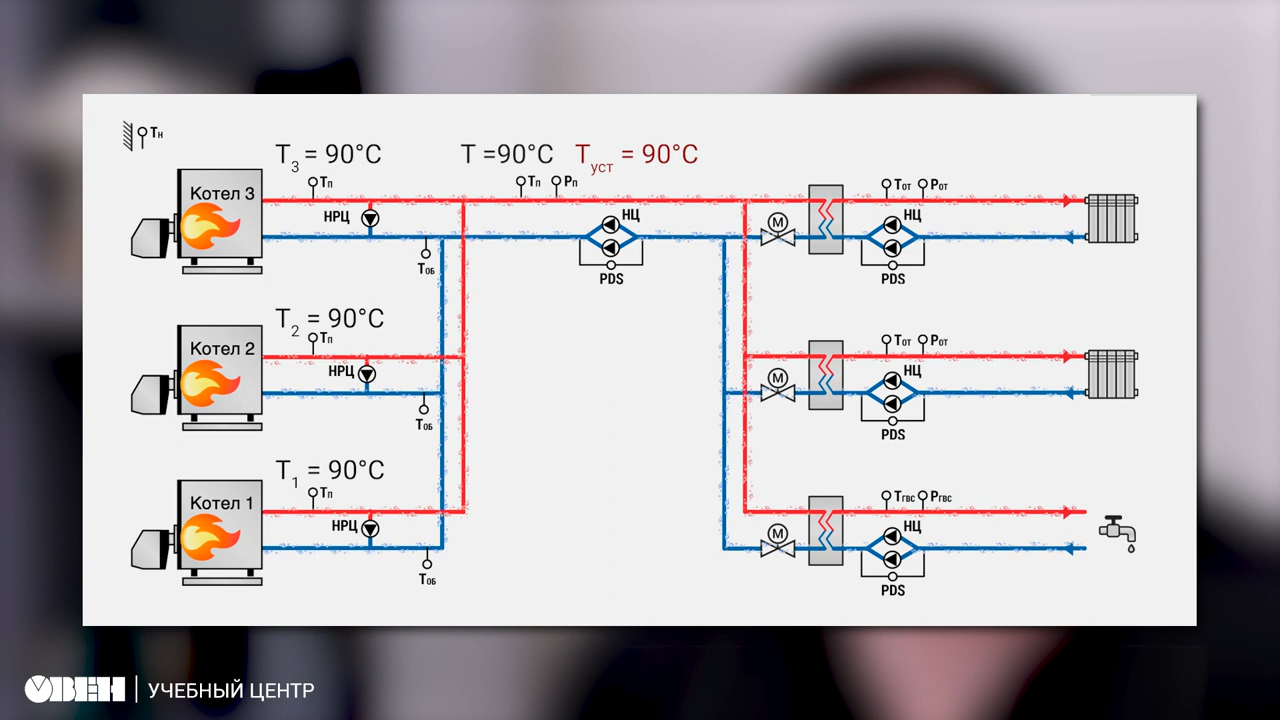 Tн
T3 = 90°C
T =90°C Tуст = 90°C
Котел 3
Tп
Tп
Pп
Tот
Pот
НРЦ
НЦ
M
НЦ
Tоб
PDS
PDS
T2 = 90°C
Котел 2
Tп
Tот
Pот
НРЦ
M
НЦ
Tоб
PDS
T1 = 90°C
Котел 1
Tп
Tгвс
Pгвс
НРЦ
M
НЦ
Tоб
PDS
ОВЕН
УЧЕБНЫЙ ЦЕНТР